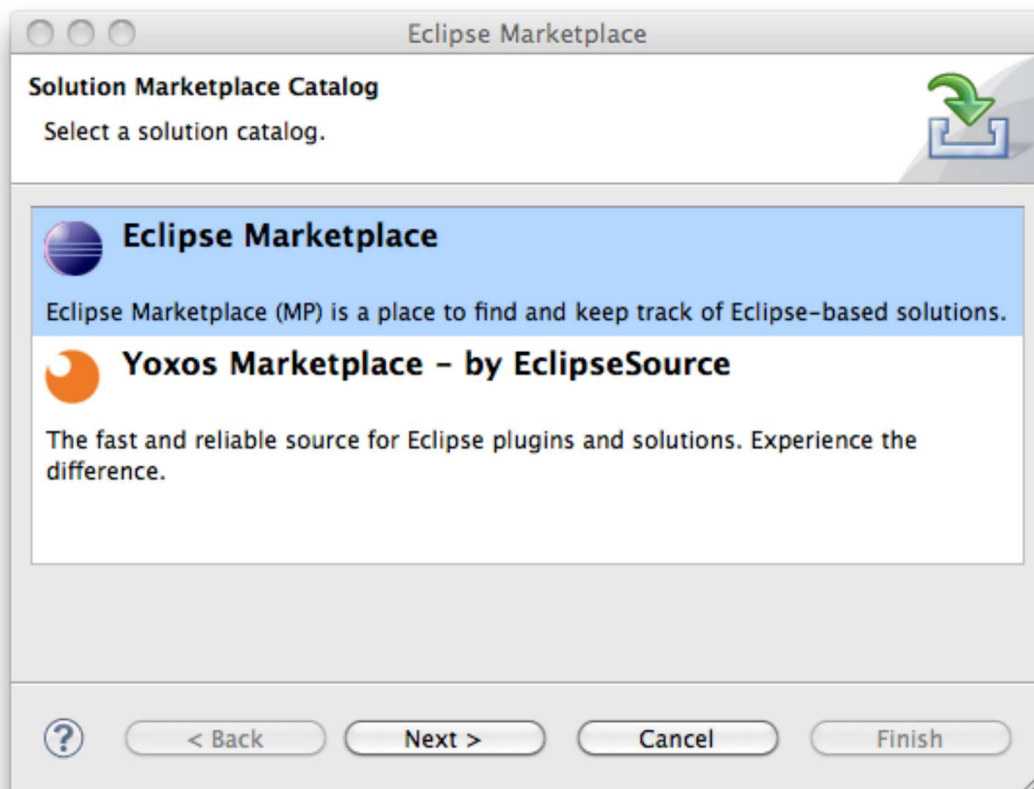 Eclipse Marketplace
Solution Marketplace Catalog
Select a solution catalog.
Eclipse Marketplace
Eclipse Marketplace (MP) is a place to find and keep track of Eclipse-based solutions.
Yoxos Marketplace – by EclipseSource
The fast and reliable source for Eclipse plugins and solutions. Experience the
difference.
? < Back Next > Cancel Finish